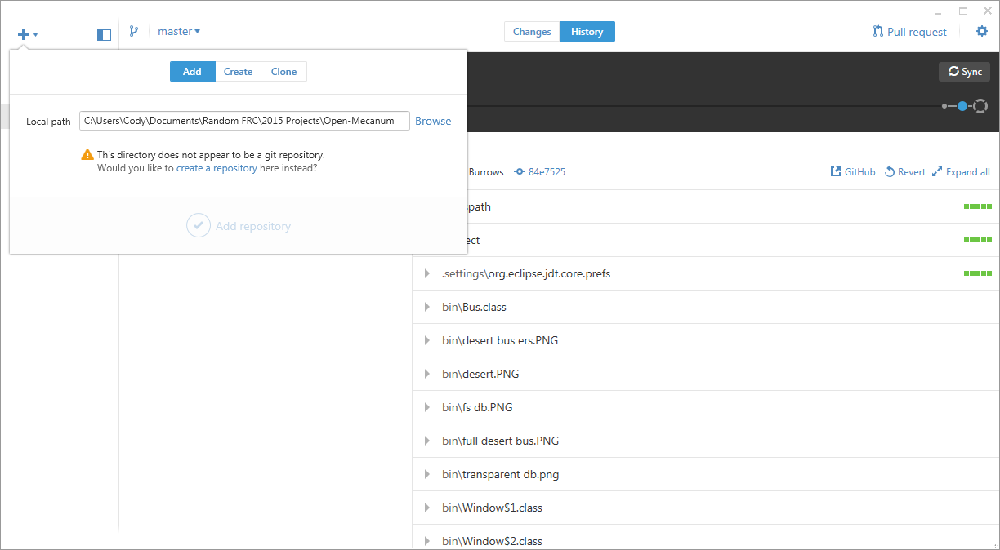 master
Changes
History
Pull request
Add
Create
Clone
Sync
Local path
C:\Users\Cody\Documents\Random FRC\2015 Projects\Open-Mecanum
Browse
This directory does not appear to be a git repository.
Would you like to create a repository here instead?
Add repository
Burrows
84e7525
GitHub
Revert
Expand all
path
ect
.settings\org.eclipse.jdt.core.prefs
bin\Bus.class
bin\desert bus ers.PNG
bin\desert.PNG
bin\fs db.PNG
bin\full desert bus.PNG
bin\transparent db.png
bin\Window$1.class
bin\Window$2.class